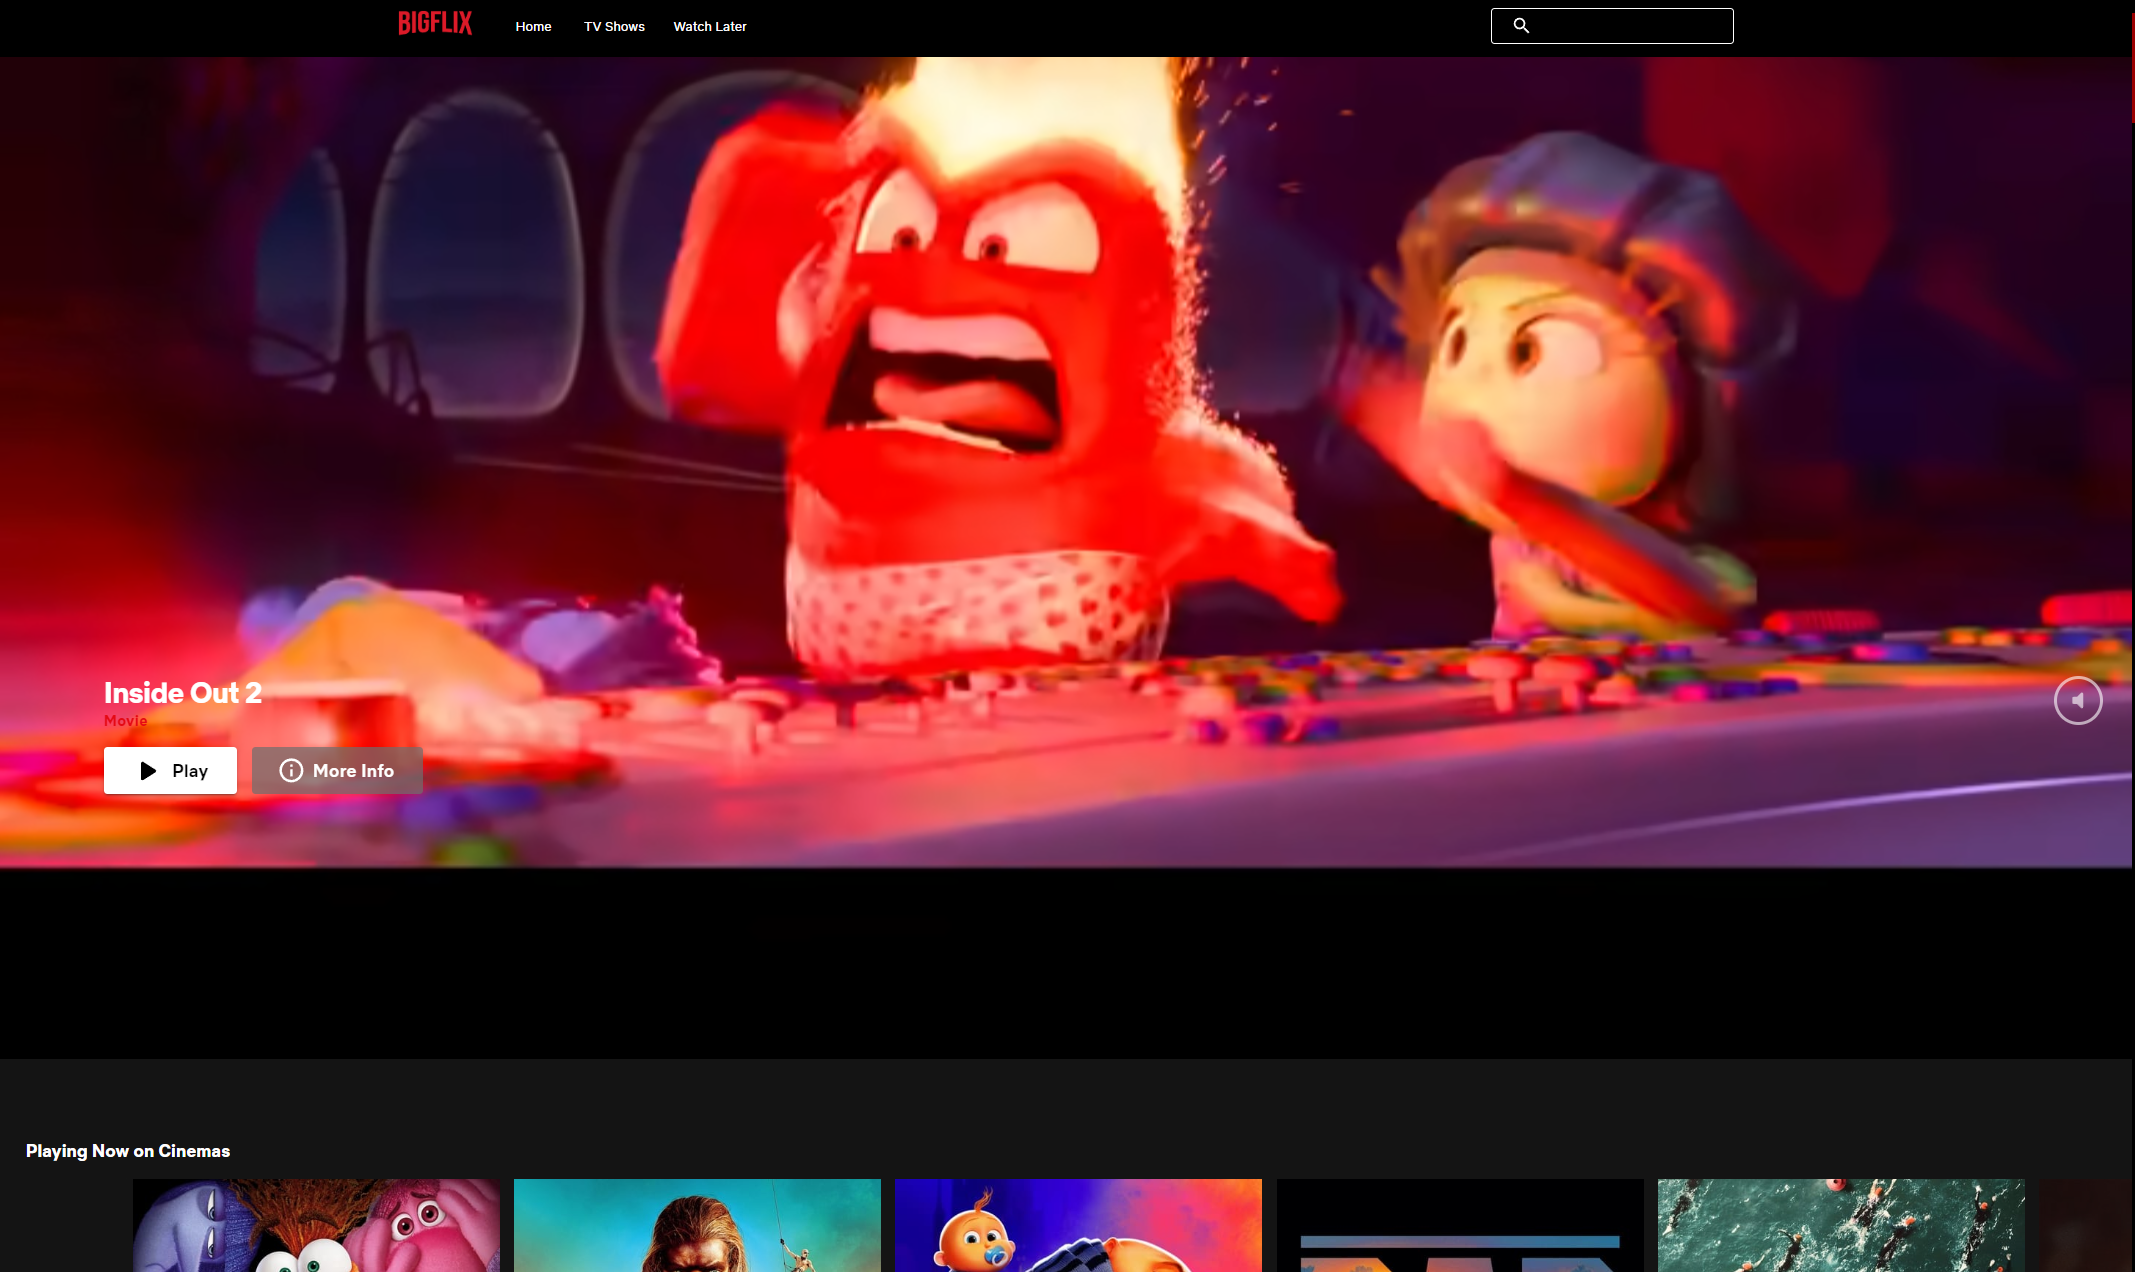 BIGFLIX
Home
TV Shows
Watch Later
Inside Out 2
Movie
Play
More Info
Playing Now on Cinemas